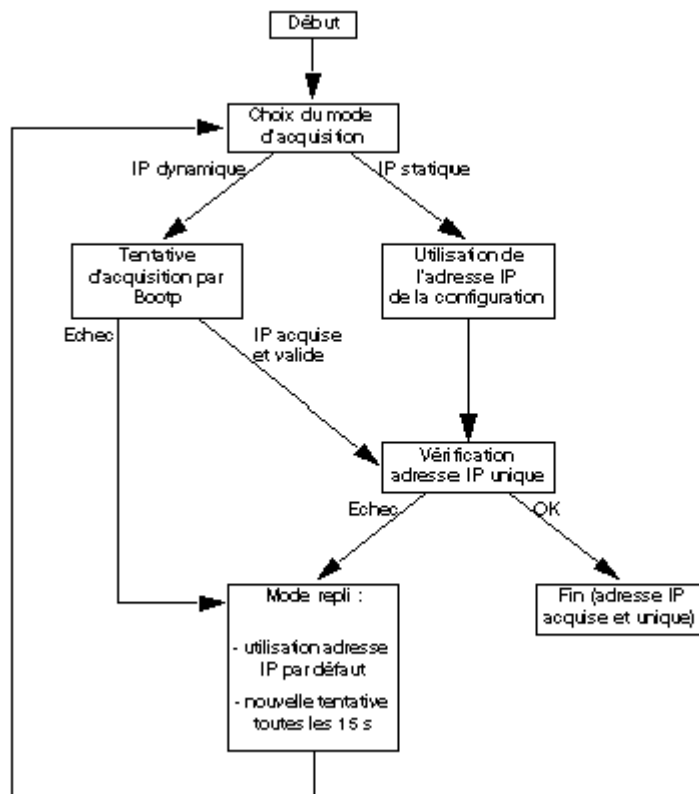 Début
Choix du mode
d'acquisition
IP dynamique
IP statique
Tentative
d'acquisition par
Bootp
Utilisation de
l'adresse IP
de la configuration
Echec
IP acquise
et valide
Vérification
adresse IP unique
Echec
OK
Mode repli :
- utilisation adresse
IP par défaut
- nouvelle tentative
toutes les 15 s
Fin (adresse IP
acquise et unique)